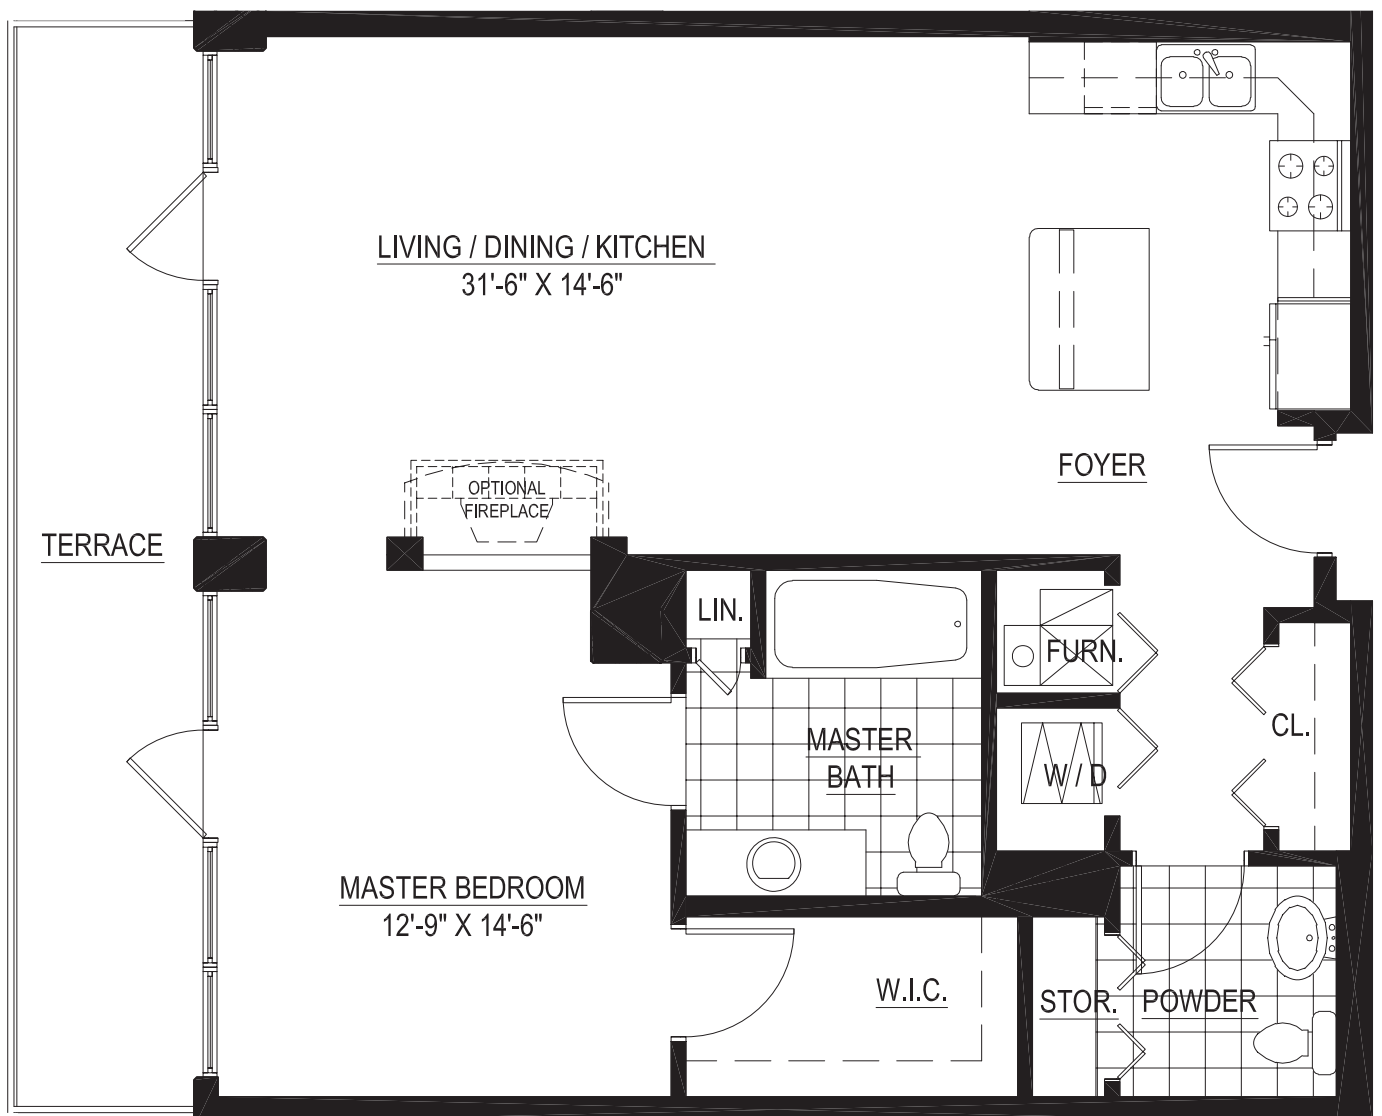 LIVING / DINING / KITCHEN
31'-6" X 14'-6"
OPTIONAL
FIREPLACE
FOYER
TERRACE
LIN.
FURN.
CL.
MASTER
BATH
W / D
MASTER BEDROOM
12'-9" X 14'-6"
W.I.C.
STOR.
POWDER